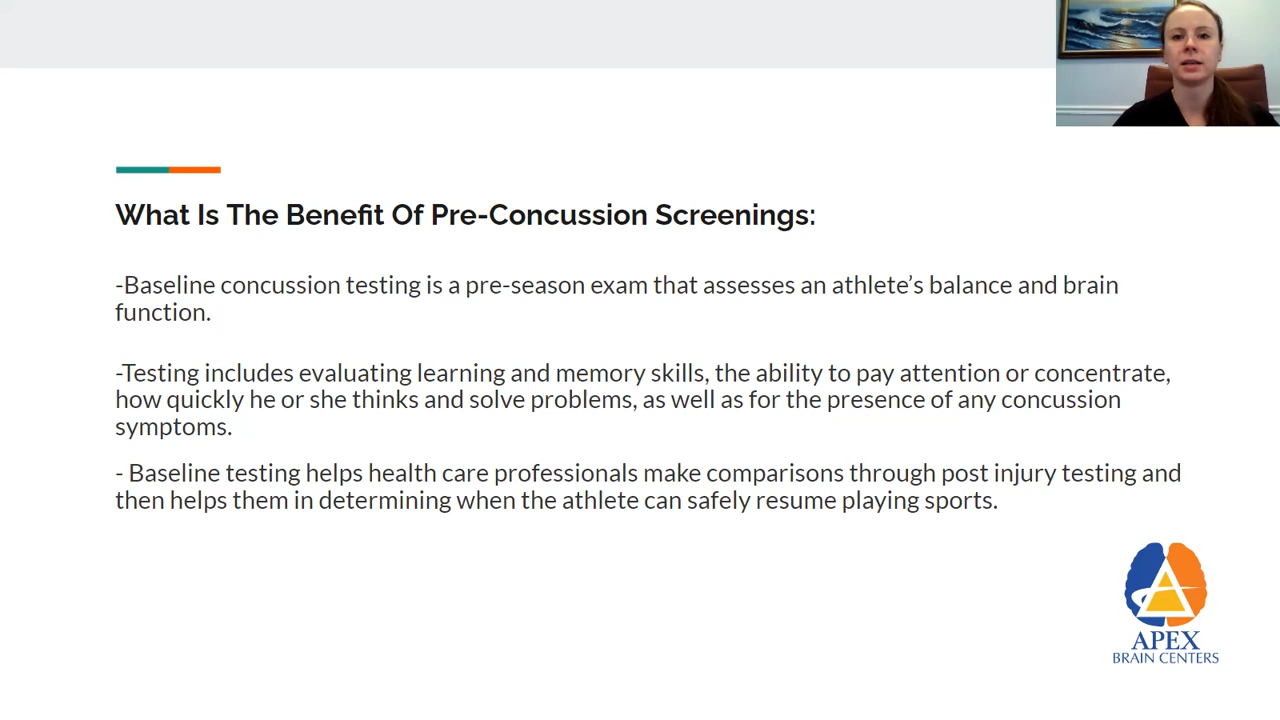 What Is The Benefit Of Pre-Concussion Screenings:
-Baseline concussion testing is a pre-season exam that assesses an athlete’s balance and brain
function.
-Testing includes evaluating learning and memory skills, the ability to pay attention or concentrate,
how quickly he or she thinks and solve problems, as well as for the presence of any concussion
symptoms.
- Baseline testing helps health care professionals make comparisons through post injury testing and
then helps them in determining when the athlete can safely resume playing sports.
APEX
BRAIN CENTERS